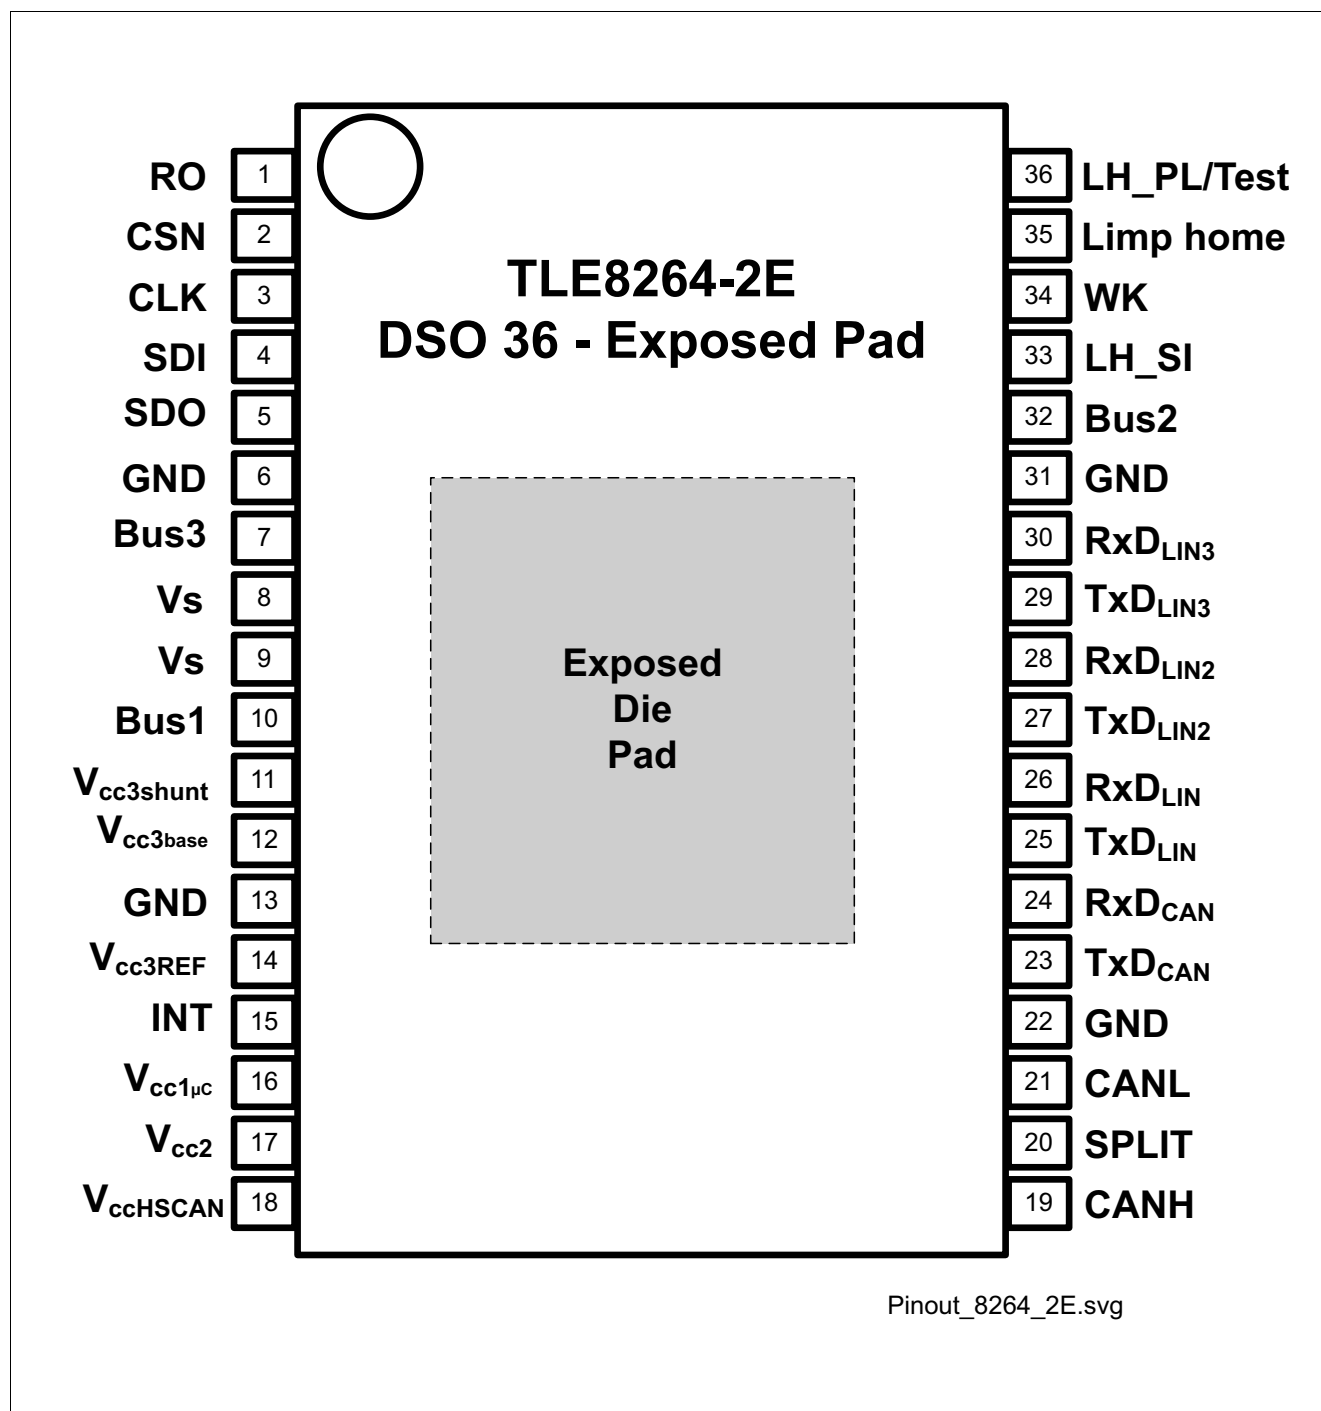 TLE8264-2E
DSO 36 - Exposed Pad
RO 1
CSN 2
CLK 3
SDI 4
SDO 5
GND 6
Bus3 7
Vs 8
Vs 9
Bus1 10
Vcc3shunt 11
Vcc3base 12
GND 13
Vcc3REF 14
INT 15
Vcc1µC 16
Vcc2 17
VccHSCAN 18
Exposed
Die
Pad
36 LH_PL/Test
35 Limp home
34 WK
33 LH_SI
32 Bus2
31 GND
30 RxDLIN3
29 TxDLIN3
28 RxDLIN2
27 TxDLIN2
26 RxDLIN
25 TxDLIN
24 RxDCAN
23 TxDCAN
22 GND
21 CANL
20 SPLIT
19 CANH
Pinout_8264_2E.svg